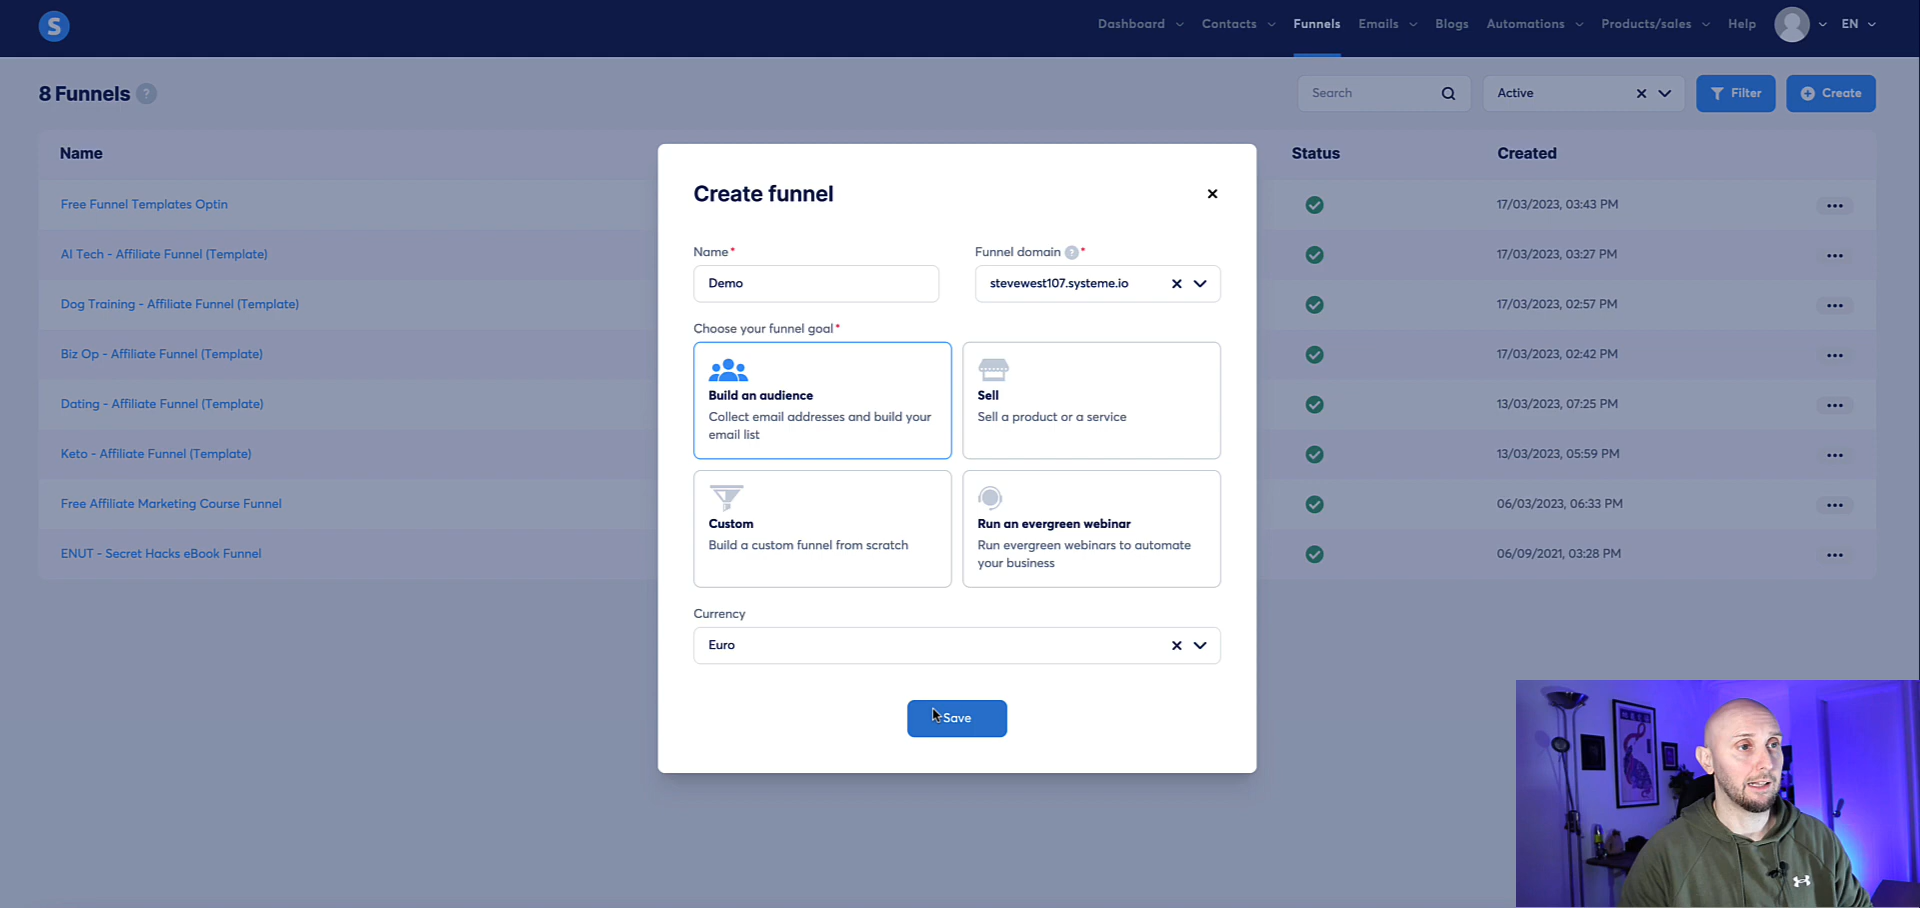 S
Dashboard Contacts Funnels Emails Blogs Automations Products/sales Help EN
8 Funnels ?
Search Active Filter Create
Name Status Created
Free Funnel Templates Optin 17/03/2023, 03:43 PM
AI Tech - Affiliate Funnel (Template) 17/03/2023, 03:27 PM
Dog Training - Affiliate Funnel (Template) 17/03/2023, 02:57 PM
Biz Op - Affiliate Funnel (Template) 17/03/2023, 02:42 PM
Dating - Affiliate Funnel (Template) 13/03/2023, 07:25 PM
Keto - Affiliate Funnel (Template) 13/03/2023, 05:59 PM
Free Affiliate Marketing Course Funnel 06/03/2023, 06:33 PM
ENUT - Secret Hacks eBook Funnel 06/09/2021, 03:28 PM
Create funnel
Name* Funnel domain ? *
Demo stevewest107.systeme.io
Choose your funnel goal*
Build an audience
Collect email addresses and build your
email list
Sell
Sell a product or a service
Custom
Build a custom funnel from scratch
Run an evergreen webinar
Run evergreen webinars to automate
your business
Currency
Euro
Save